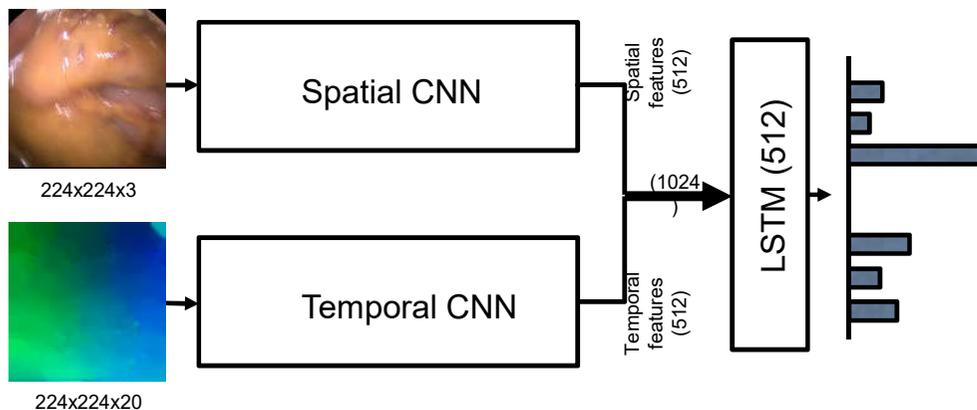 224x224x3
Spatial CNN
Spatial
features
(512)
224x224x20
Temporal CNN
Temporal
features
(512)
(1024
)
LSTM (512)